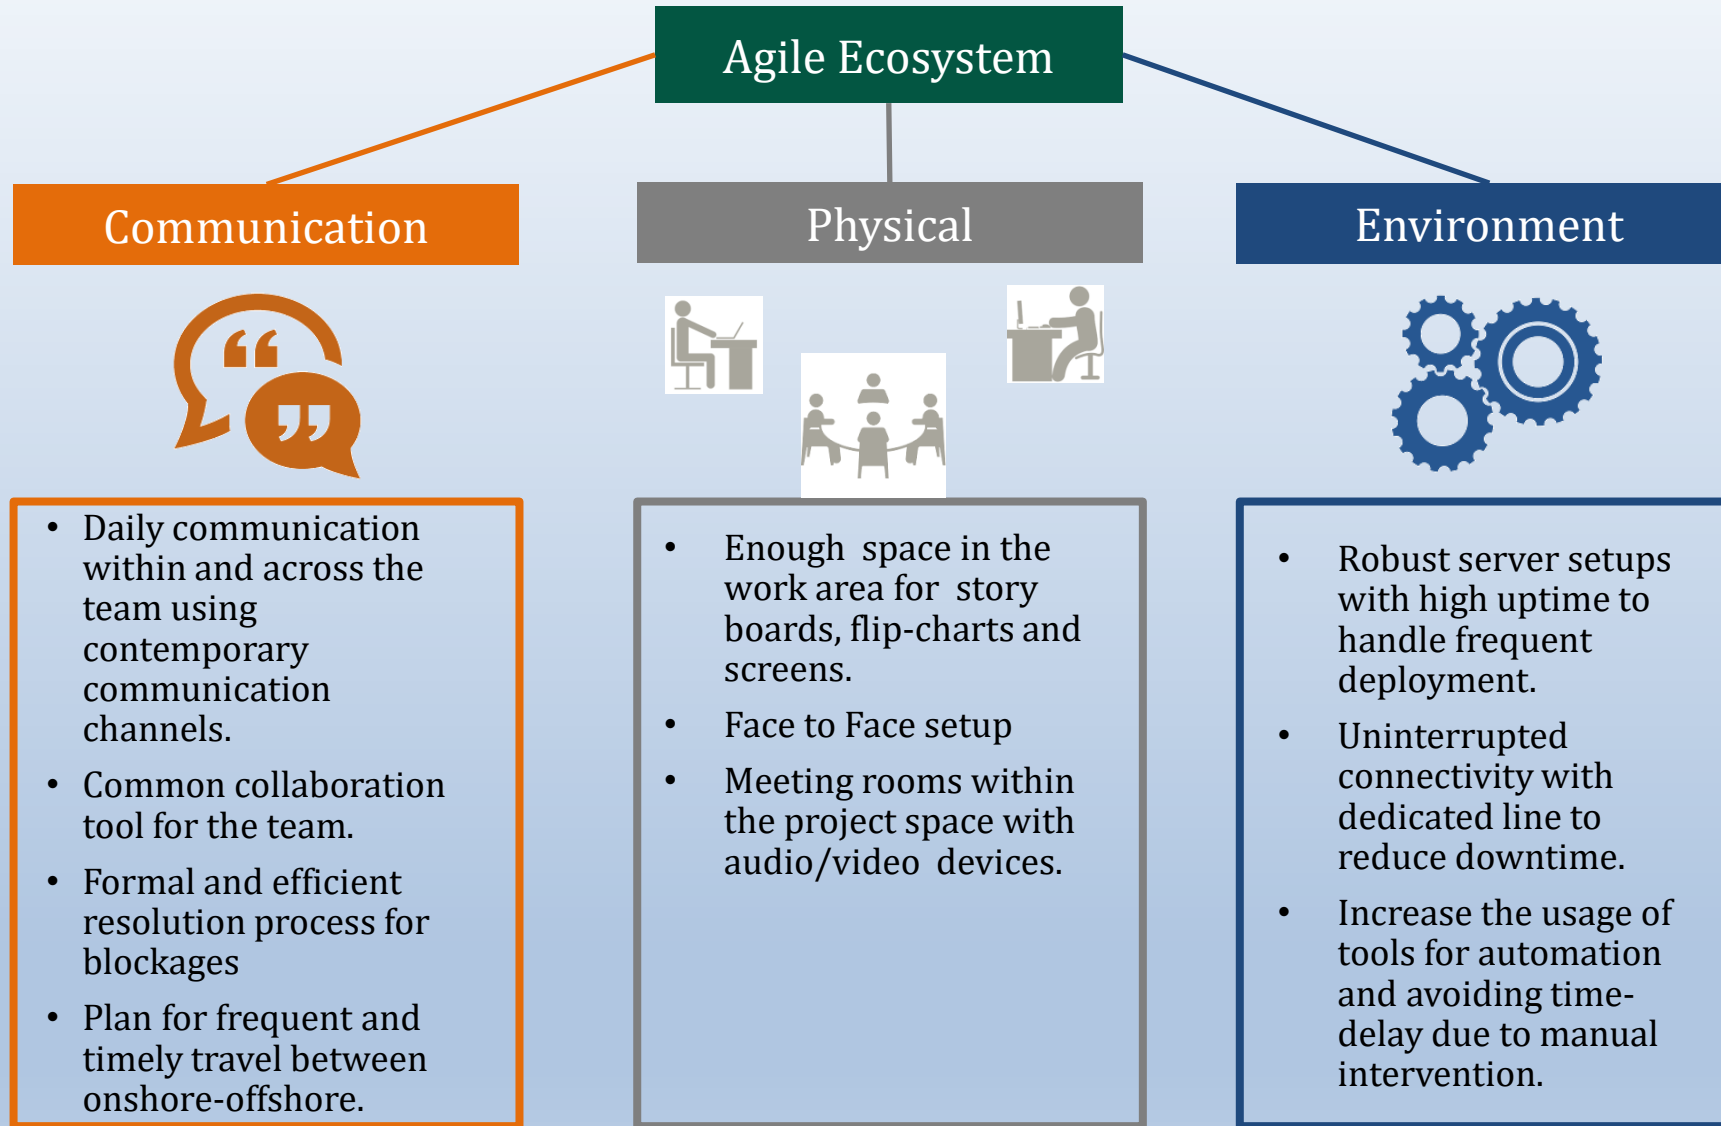 Agile Ecosystem
Communication
Physical
Environment
• Daily communication
within and across the
team using
contemporary
communication
channels.
• Common collaboration
tool for the team.
• Formal and efficient
resolution process for
blockages
• Plan for frequent and
timely travel between
onshore-offshore.
• Enough space in the
work area for story
boards, flip-charts and
screens.
• Face to Face setup
• Meeting rooms within
the project space with
audio/video devices.
• Robust server setups
with high uptime to
handle frequent
deployment.
• Uninterrupted
connectivity with
dedicated line to
reduce downtime.
• Increase the usage of
tools for automation
and avoiding time-
delay due to manual
intervention.